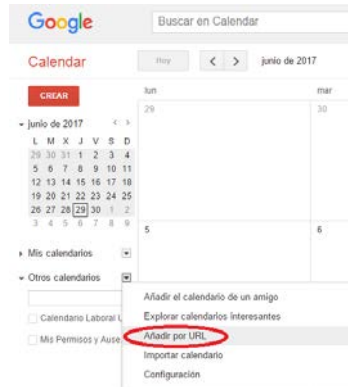 Google
Buscar en Calendar
Calendar
Hoy
< >
junio de 2017
CREAR
lun
mar
29
30
junio de 2017
< >
L M X J V S D
29 30 31 1 2 3 4
5 6 7 8 9 10 11
12 13 14 15 16 17 18
19 20 21 22 23 24 25
26 27 28 29 30 1 2
3 4 5 6 7 8 9
5
6
Mis calendarios
Otros calendarios
Calendario Laboral
Mis Permisos y Ause
Añadir el calendario de un amigo
Explorar calendarios interesantes
Añadir por URL
Importar calendario
Configuración